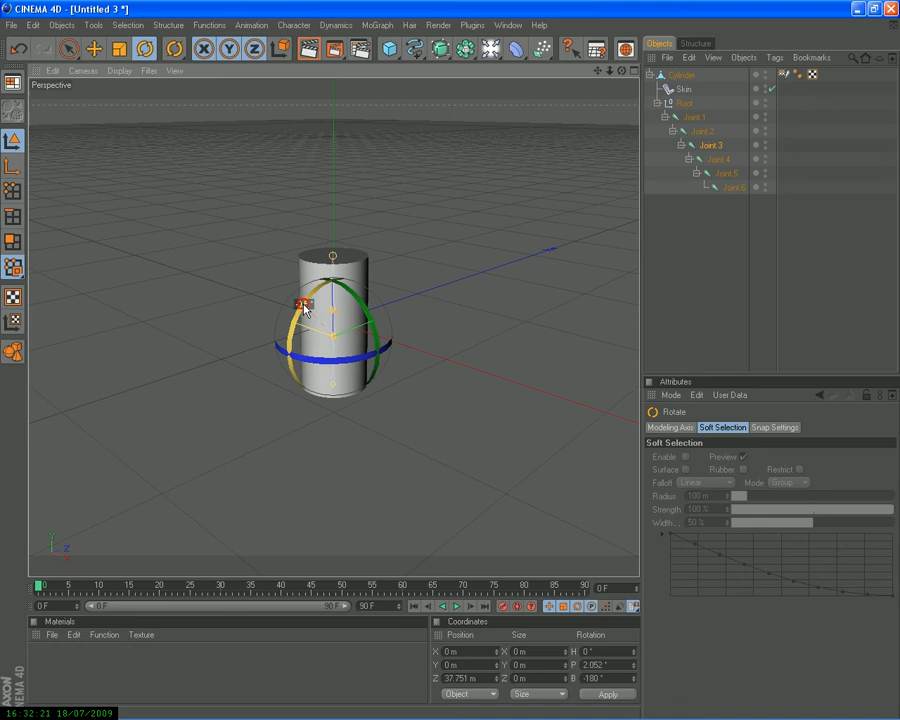 CINEMA 4D - [Untitled 3 *]
File Edit Objects Tools Selection Structure Functions Animation Character Dynamics MoGraph Hair Render Plugins Window Help
X Y Z
Objects Structure
File Edit View Objects Tags Bookmarks
Edit Cameras Display Filter View
Perspective
Cylinder
Skin
Root
Joint.1
Joint.2
Joint.3
Joint.4
Joint.5
Joint.6
Attributes
Mode Edit User Data
Rotate
Modeling Axis Soft Selection Snap Settings
Soft Selection
Enable Preview
Surface Rubber Restrict
Falloff Linear Mode Group
Radius 100 m
Strength 100 %
Width... 50 %
Y Z
0 5 10 15 20 25 30 35 40 45 50 55 60 65 70 75 80 85 90 0 F
0 F 0 F 90 F 90 F
Materials
File Edit Function Texture
Coordinates
Position Size Rotation
X 0 m X 0 m H 0 °
Y 0 m Y 0 m P 2.052 °
Z 37.751 m Z 0 m B -180 °
Object Size Apply
16:32:21 18/07/2009